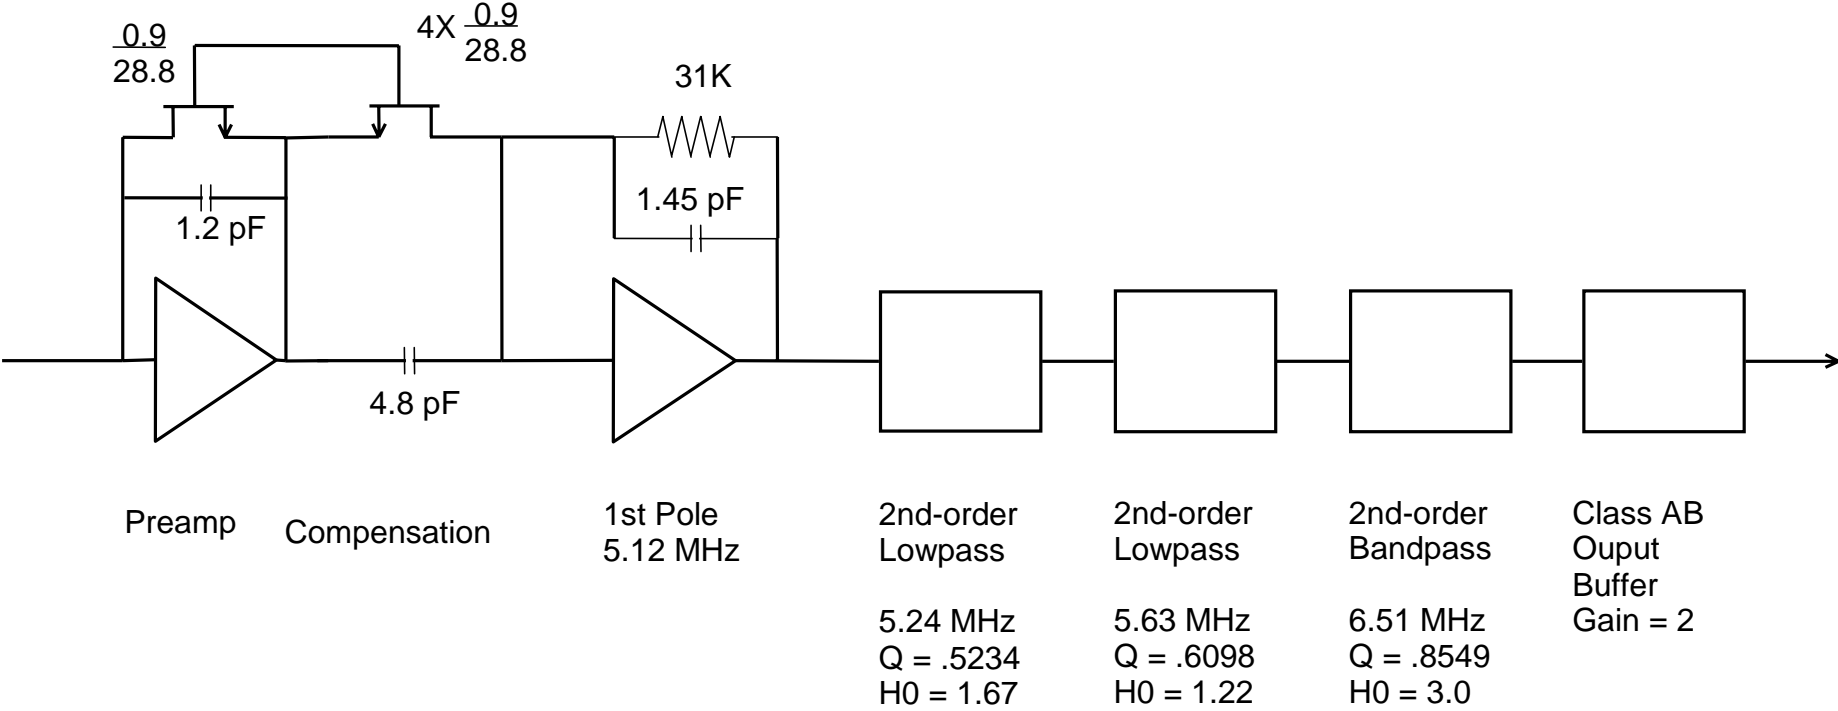 0.9
28.8
4X 0.9
28.8
31K
1.45 pF
1.2 pF
4.8 pF
Preamp
Compensation
1st Pole
5.12 MHz
2nd-order
Lowpass
5.24 MHz
Q = .5234
H0 = 1.67
2nd-order
Lowpass
5.63 MHz
Q = .6098
H0 = 1.22
2nd-order
Bandpass
6.51 MHz
Q = .8549
H0 = 3.0
Class AB
Ouput
Buffer
Gain = 2